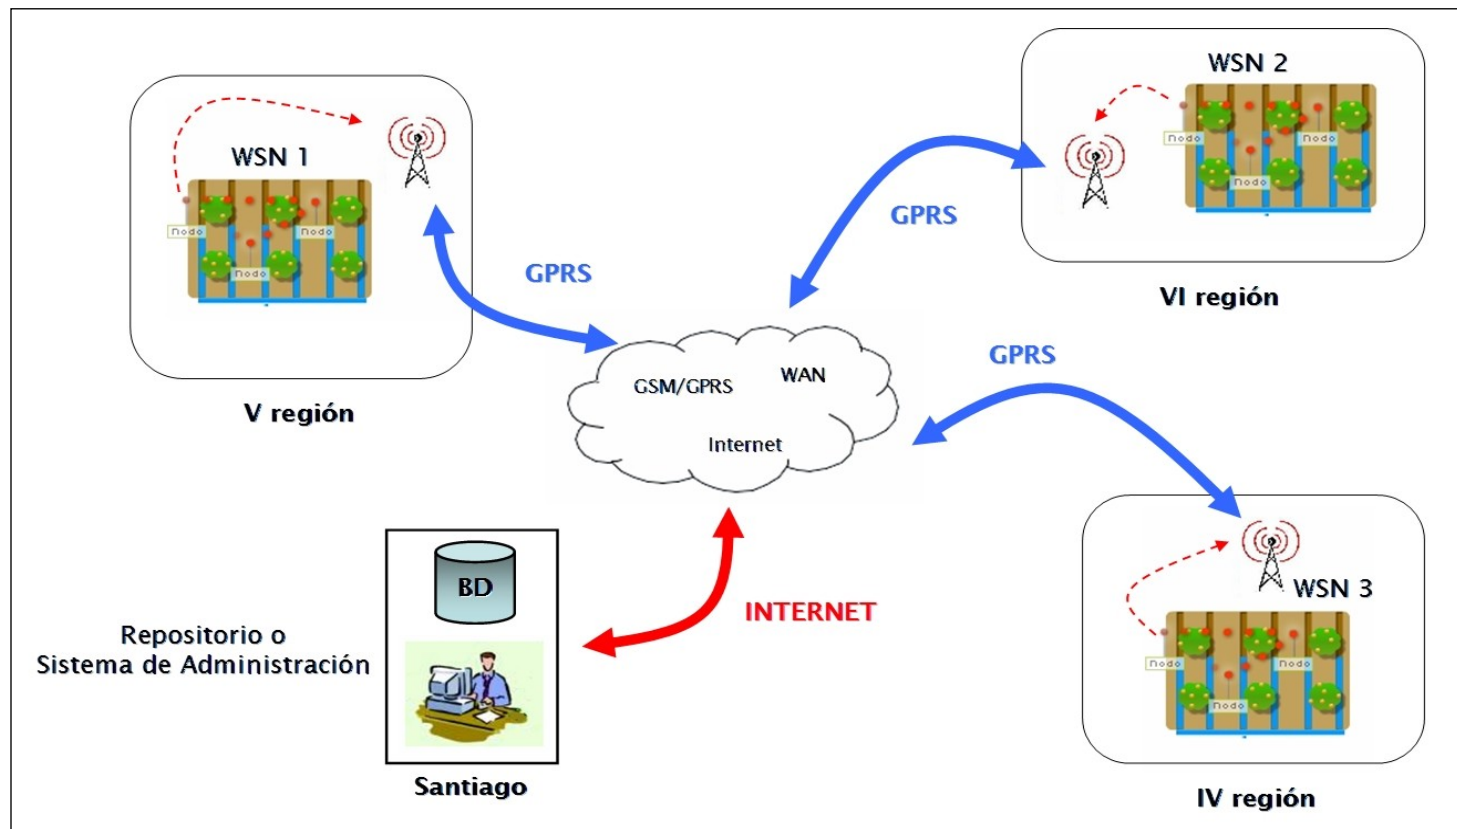 WSN 1
Nodo
Nodo
Nodo
V región
GPRS
WSN 2
Nodo
Nodo
Nodo
VI región
GPRS
GSM/GPRS
WAN
Internet
GPRS
WSN 3
Nodo
Nodo
Nodo
IV región
BD
INTERNET
Repositorio o
Sistema de Administración
Santiago